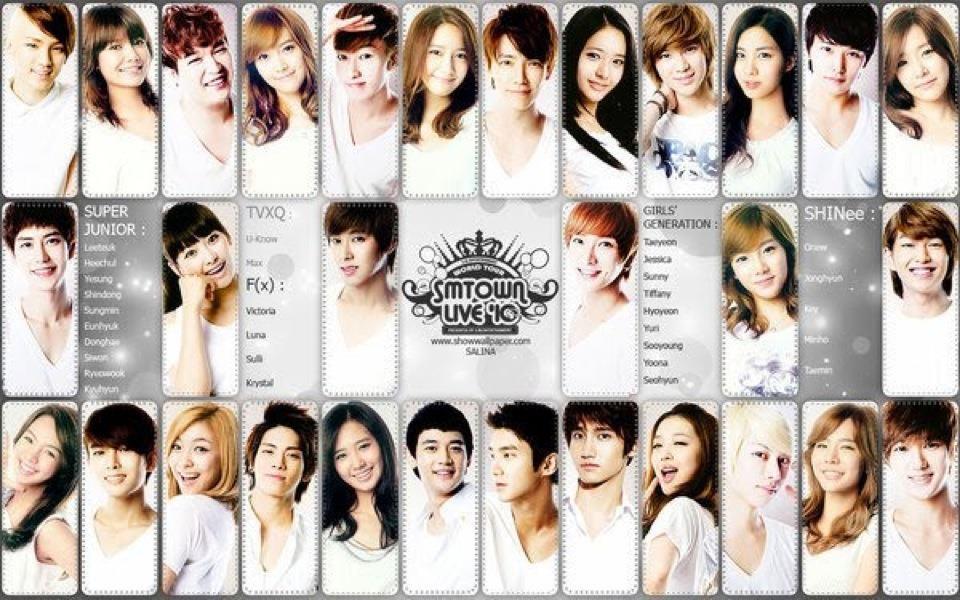 SUPER
JUNIOR :
Leeteuk
Heechul
Yesung
Shindong
Sungmin
Eunhyuk
Donghae
Siwon
Ryeowook
Kyuhyun
TVXQ :
U-Know
Max
F(x) :
Victoria
Luna
Sulli
Krystal
WORLD TOUR
SMTOWN
LIVE '10
www.showwallpaper.com
SALINA
GIRLS'
GENERATION :
Taeyeon
Jessica
Sunny
Tiffany
Hyoyeon
Yuri
Sooyoung
Yoona
Seohyun
SHINee :
Onew
Jonghyun
Key
Minho
Taemin